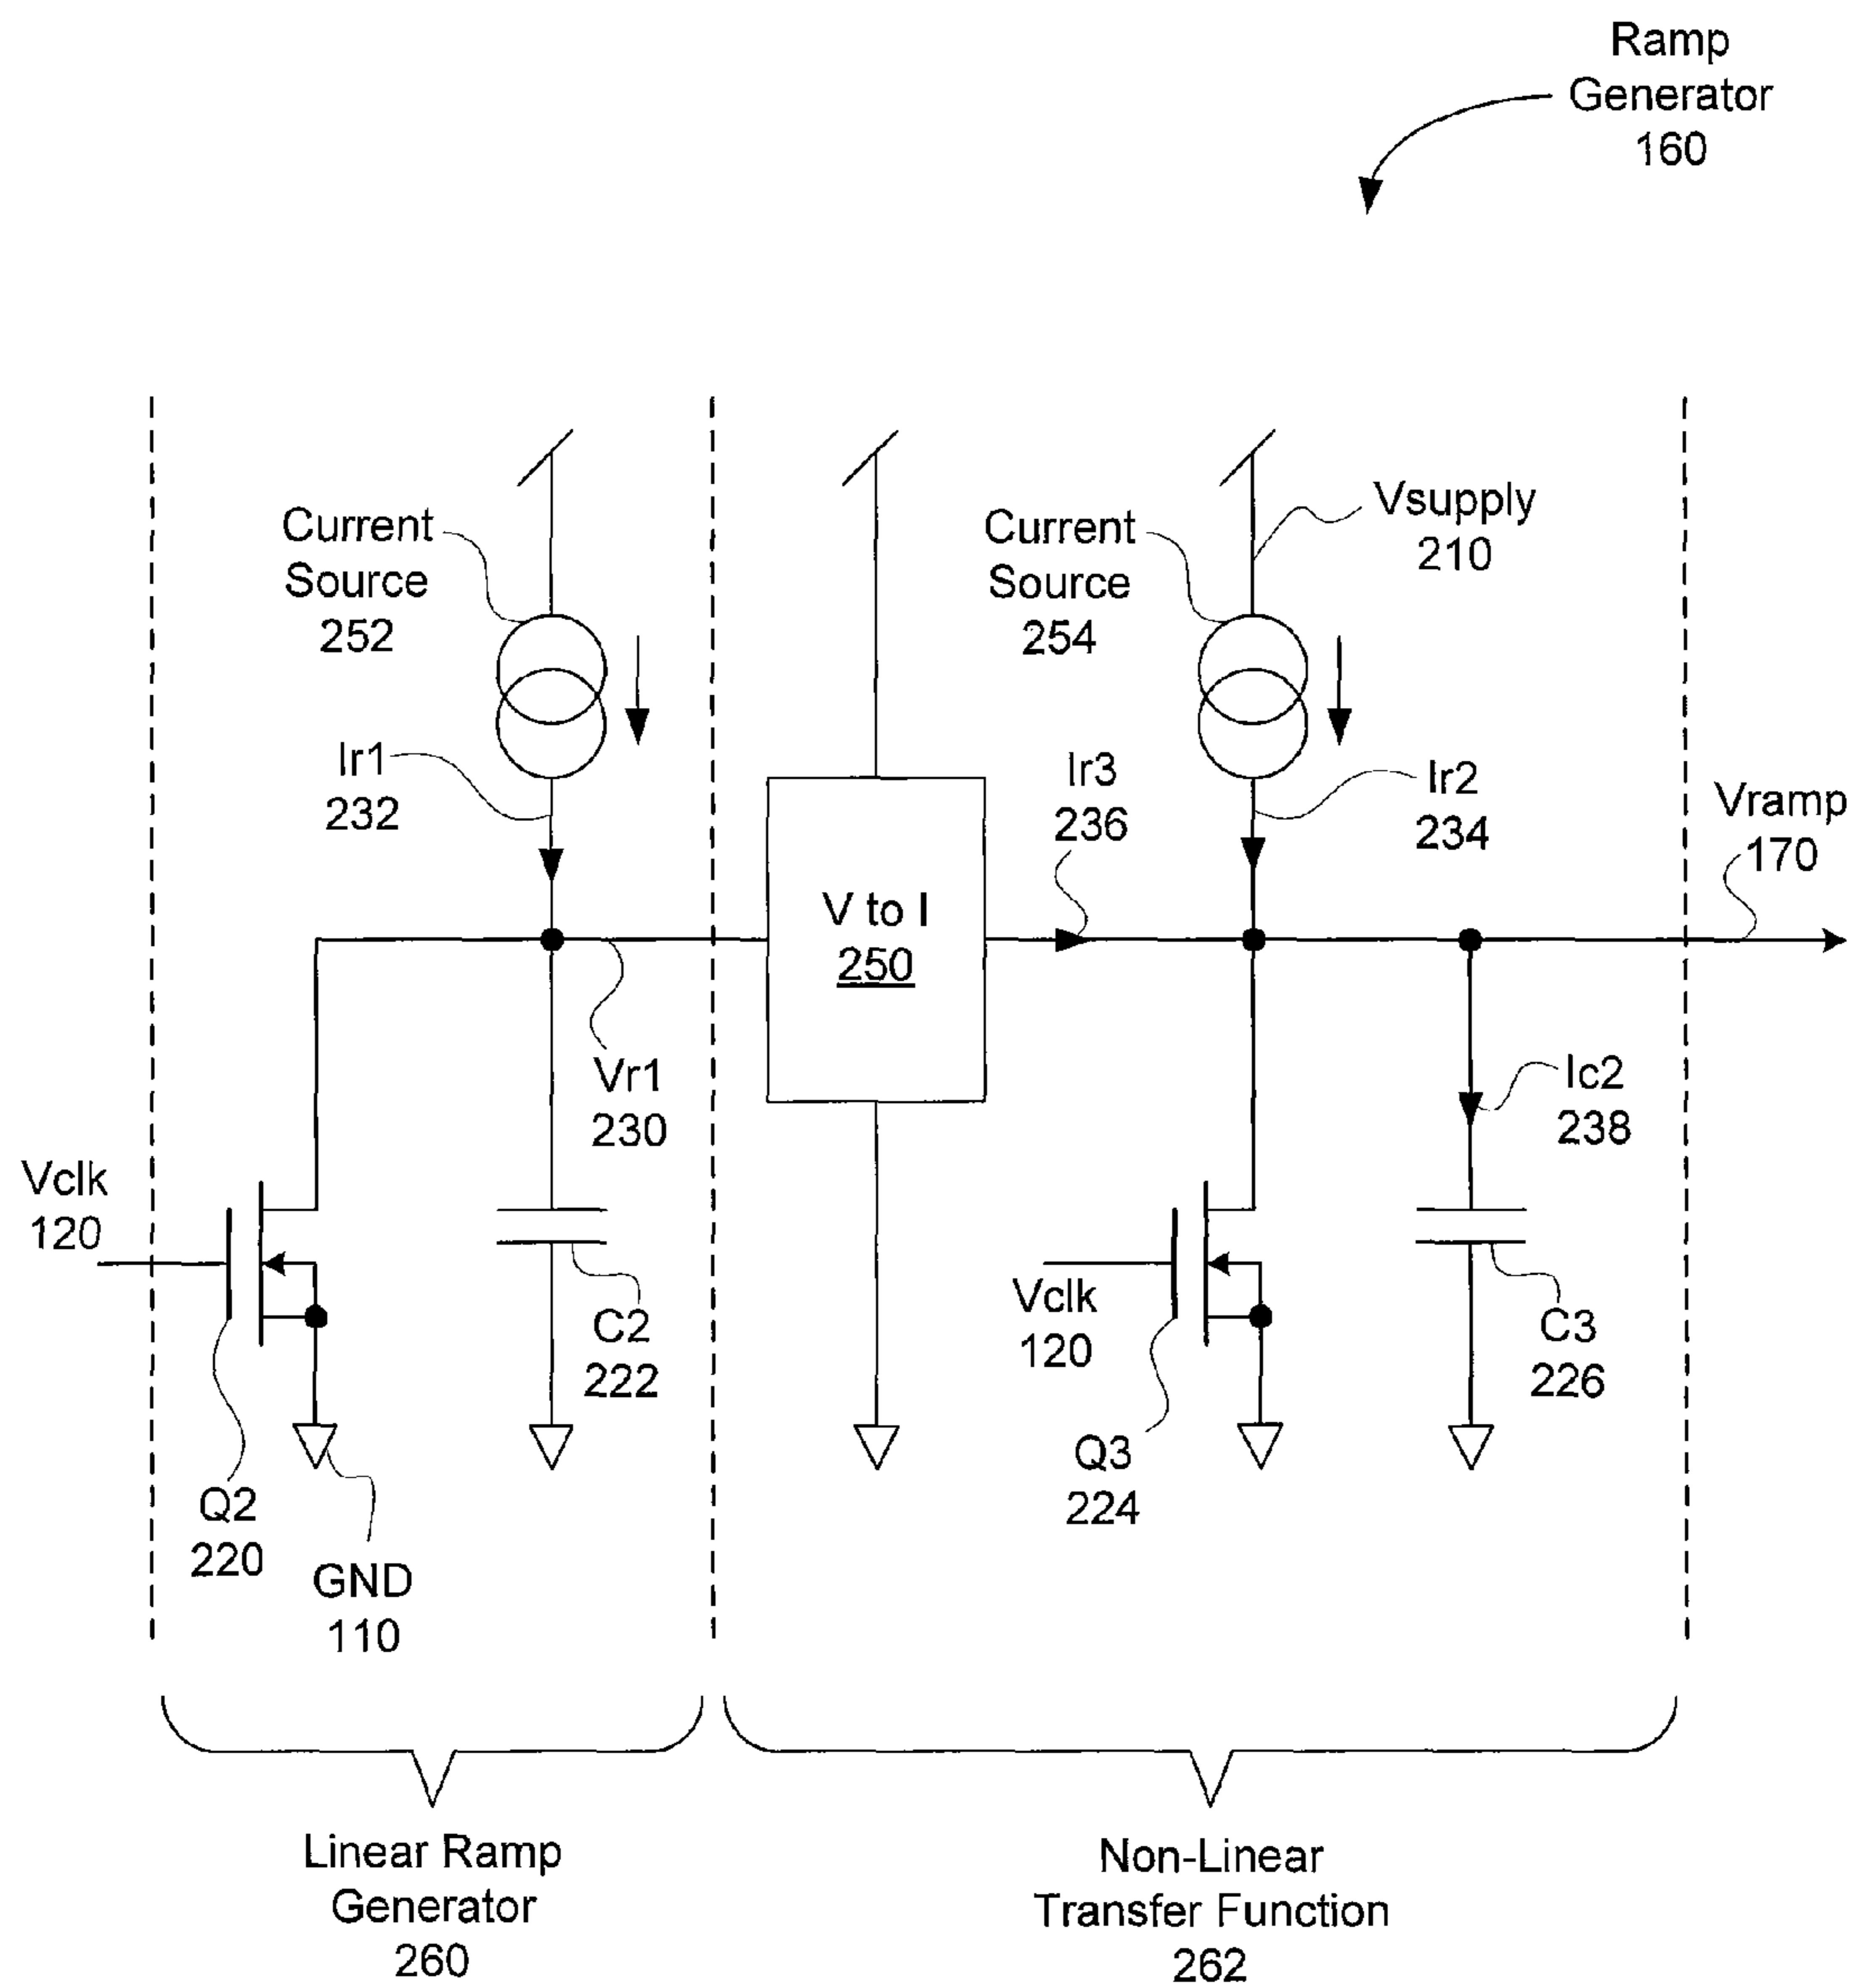 Ramp
Generator
160
Current
Source
252
Current
Source
254
Vsupply
210
Ir1
232
Ir3
236
Ir2
234
Vramp
170
V to I
250
Vr1
230
Ic2
238
Vclk
120
C2
222
Vclk
120
C3
226
Q2
220
GND
110
Q3
224
Linear Ramp
Generator
260
Non-Linear
Transfer Function
262